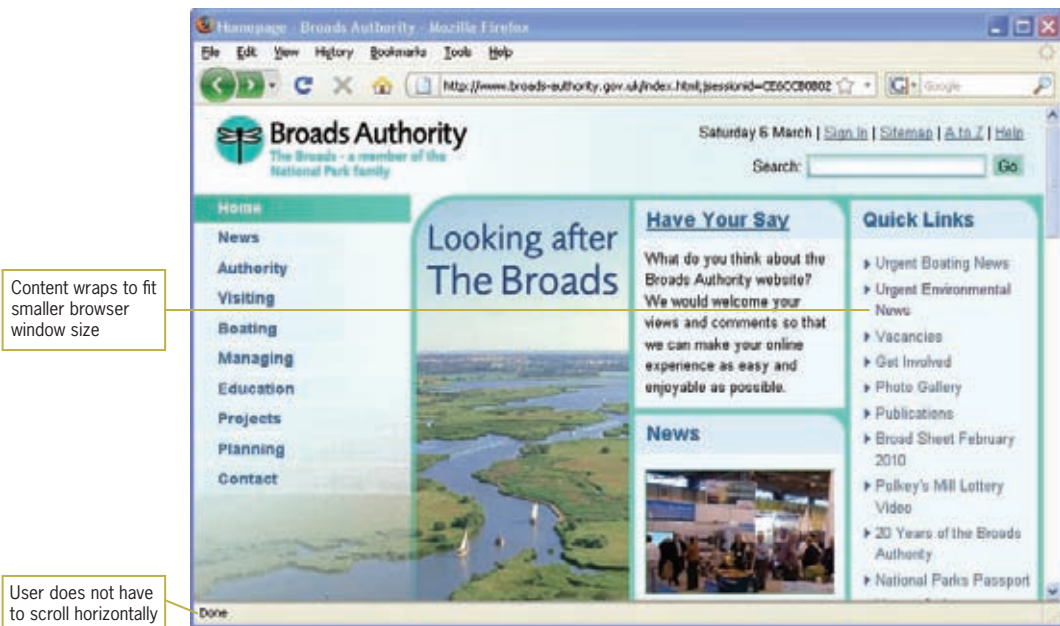 Homepage - Broads Authority - Mozilla Firefox
File Edit View History Bookmarks Tools Help
http://www.broads-authority.gov.uk/index.html;jsessionid=CE6CCB0B02
Google
Broads Authority
The Broads - a member of the
National Park family
Saturday 6 March | Sign In | Sitemap | A to Z | Help
Search:
Go
Home
News
Authority
Visiting
Boating
Managing
Education
Projects
Planning
Contact
Looking after
The Broads
Have Your Say
What do you think about the
Broads Authority website?
We would welcome your
views and comments so that
we can make your online
experience as easy and
enjoyable as possible.
News
Quick Links
Urgent Boating News
Urgent Environmental
News
Vacancies
Get Involved
Photo Gallery
Publications
Broad Sheet February
2010
Polkey's Mill Lottery
Video
20 Years of the Broads
Authority
National Parks Passport
Done
Content wraps to fit
smaller browser
window size
User does not have
to scroll horizontally